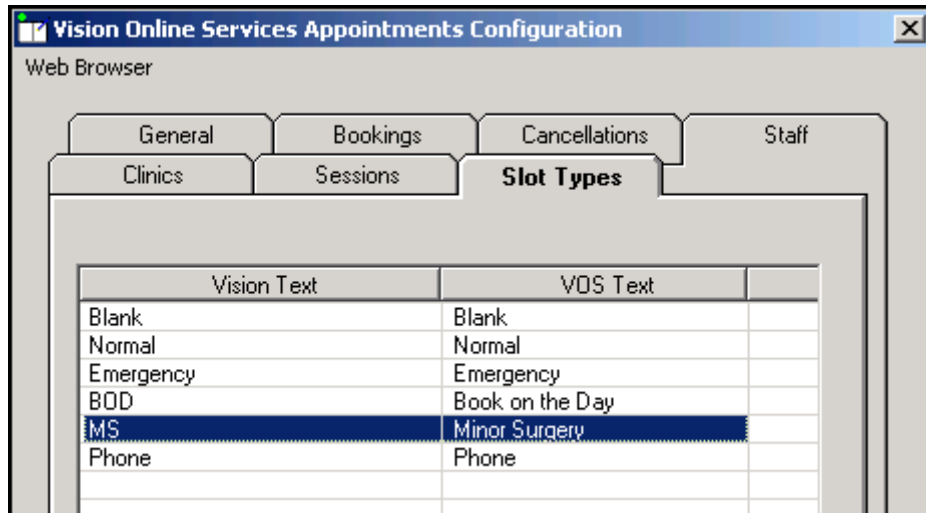 Vision Online Services Appointments Configuration
Web Browser
General Bookings Cancellations Staff
Clinics Sessions Slot Types
Vision Text VOS Text
Blank Blank
Normal Normal
Emergency Emergency
BOD Book on the Day
MS Minor Surgery
Phone Phone